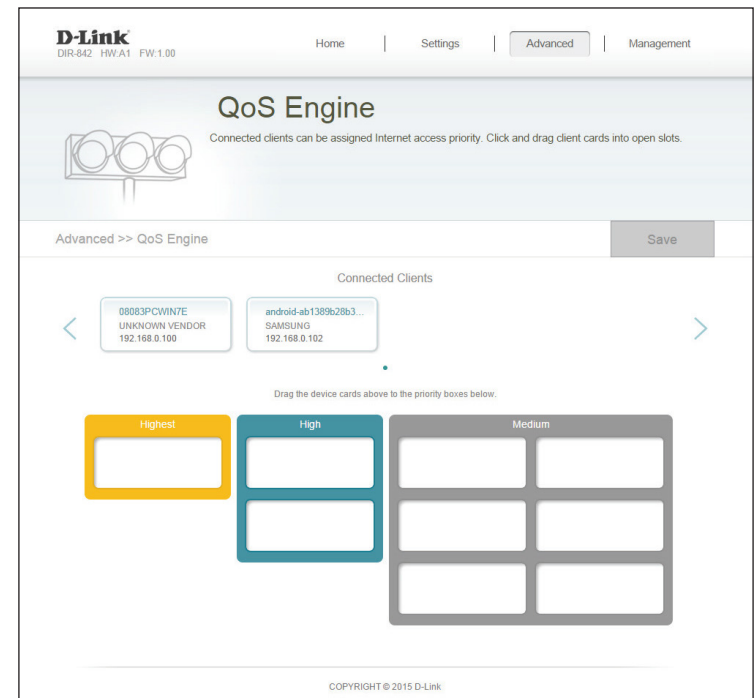 D-Link
DIR-842 HW:A1 FW:1.00
Home Settings Advanced Management
QoS Engine
Connected clients can be assigned Internet access priority. Click and drag client cards into open slots.
Advanced >> QoS Engine
Save
Connected Clients
08083PCWIN7E
UNKNOWN VENDOR
192.168.0.100
android-ab1389b28b3...
SAMSUNG
192.168.0.102
Drag the device cards above to the priority boxes below.
Highest High Medium
COPYRIGHT © 2015 D-Link